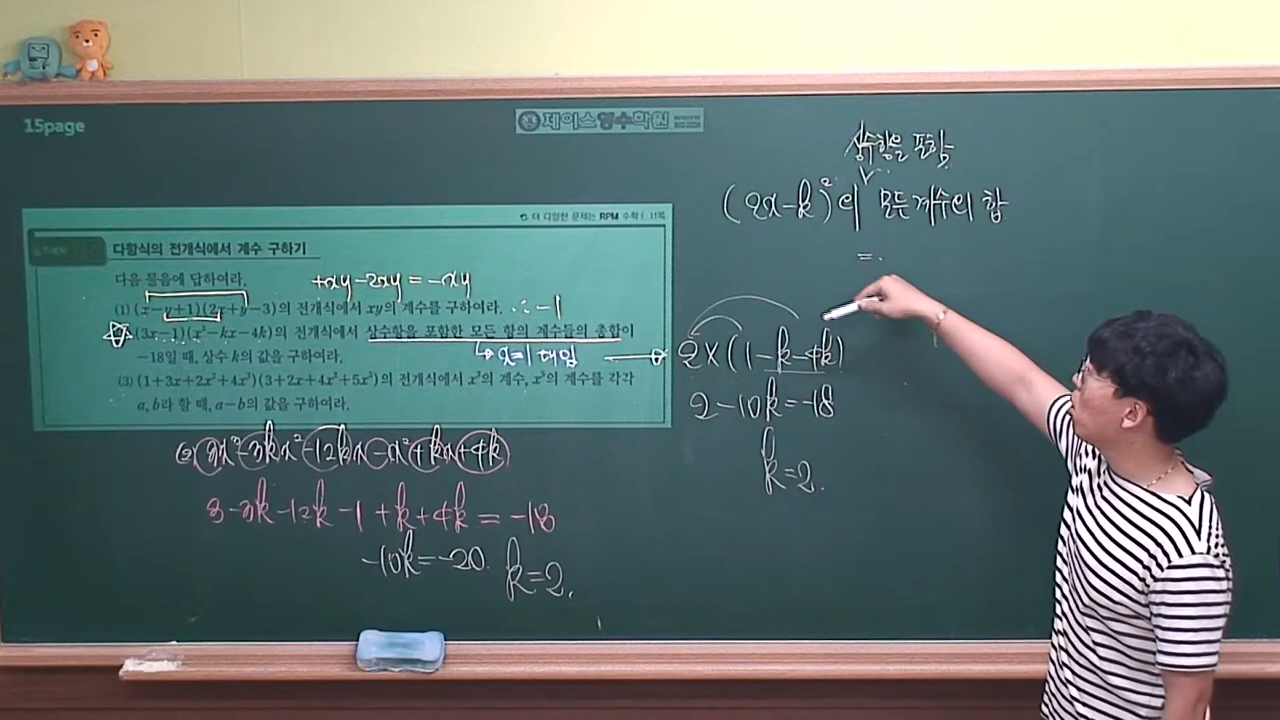 15page
제이스영수학원
더 다양한 문제는 RPM 수학 I 11쪽
다항식의 전개식에서 계수 구하기
다음 물음에 답하여라.
+xy-2xy=-xy
(1) (x-y+1)(2x+y-3)의 전개식에서 xy의 계수를 구하여라. ∴-1
(3x-1)(x²-kx-4k)의 전개식에서 상수항을 포함한 모든 항의 계수들의 총합이
-18일 때, 상수 k의 값을 구하여라.
x=1 대입
(3) (1+3x+2x²+4x³)(3+2x+4x²+5x³)의 전개식에서 x³의 계수, x⁵의 계수를 각각
a, b라 할 때, a-b의 값을 구하여라.
(2) 3x³-3kx²-12kx-x²+kx+4k
3-3k-12k-1+k+4k=-18
-10k=-20. k=2.
상수항을 포함
(2x-k)²의 모든 계수의 합
=
2×(1-k-4k)
2-10k=-18
k=2.